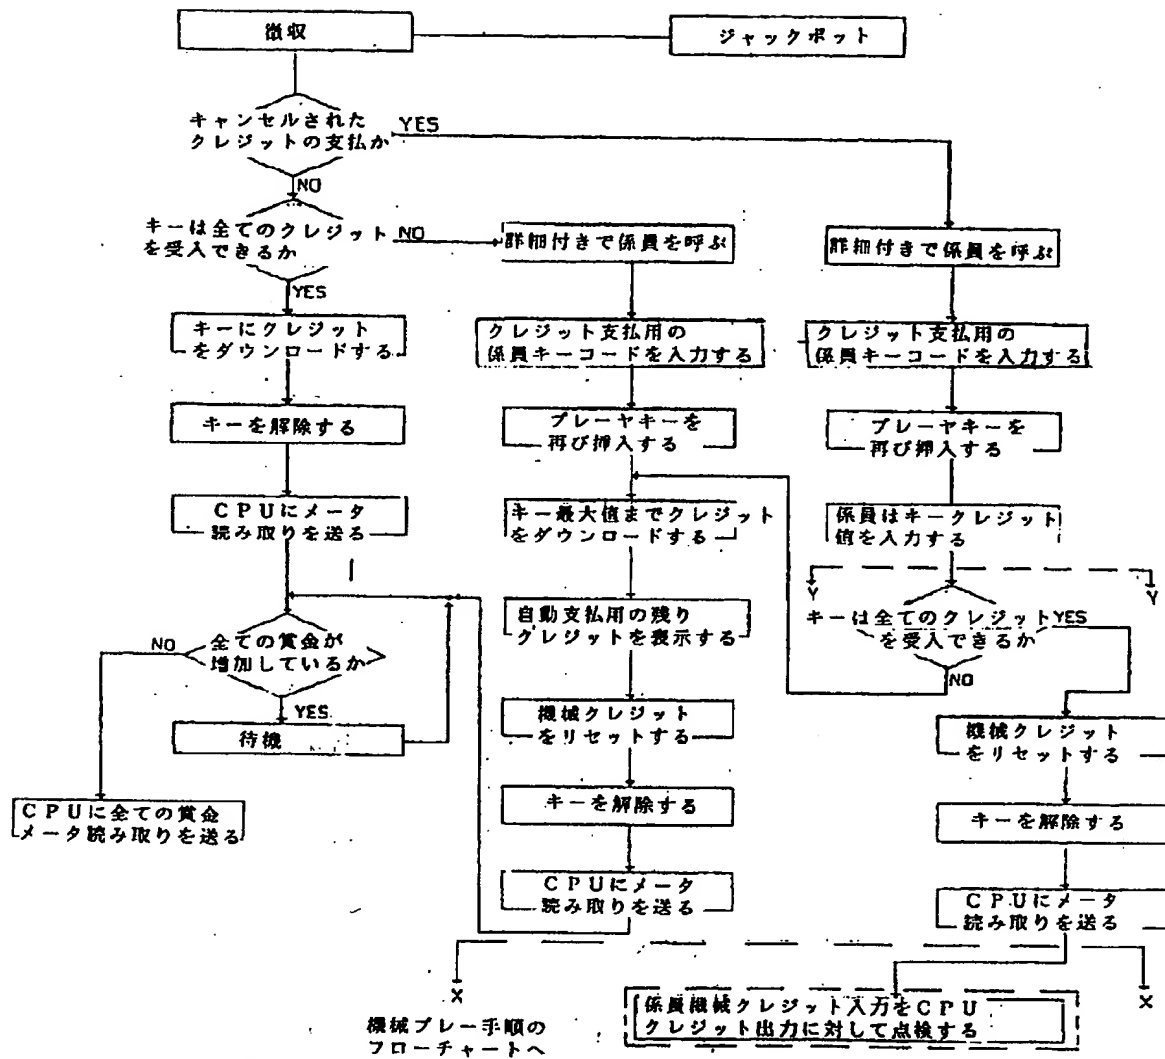 徴収
ジャックポット
キャンセルされた
クレジットの支払か
YES
NO
キーは全てのクレジット
を受入できるか
NO
YES
詳細付きで係員を呼ぶ
詳細付きで係員を呼ぶ
キーにクレジット
をダウンロードする
クレジット支払用の
係員キーコードを入力する
クレジット支払用の
係員キーコードを入力する
キーを解除する
プレーヤキーを
再び挿入する
プレーヤキーを
再び挿入する
CPUにメータ
読み取りを送る
キー最大値までクレジット
をダウンロードする
係員はキークレジット
値を入力する
Y
Y
自動支払用の残り
クレジットを表示する
キーは全てのクレジット
を受入できるか
YES
NO
全ての賞金が
増加しているか
NO
YES
待機
機械クレジット
をリセットする
機械クレジット
をリセットする
CPUに全ての賞金
メータ読み取りを送る
キーを解除する
キーを解除する
CPUにメータ
読み取りを送る
CPUにメータ
読み取りを送る
X
X
機械プレー手順の
フローチャートへ
係員機械クレジット入力をCPU
クレジット出力に対して点検する